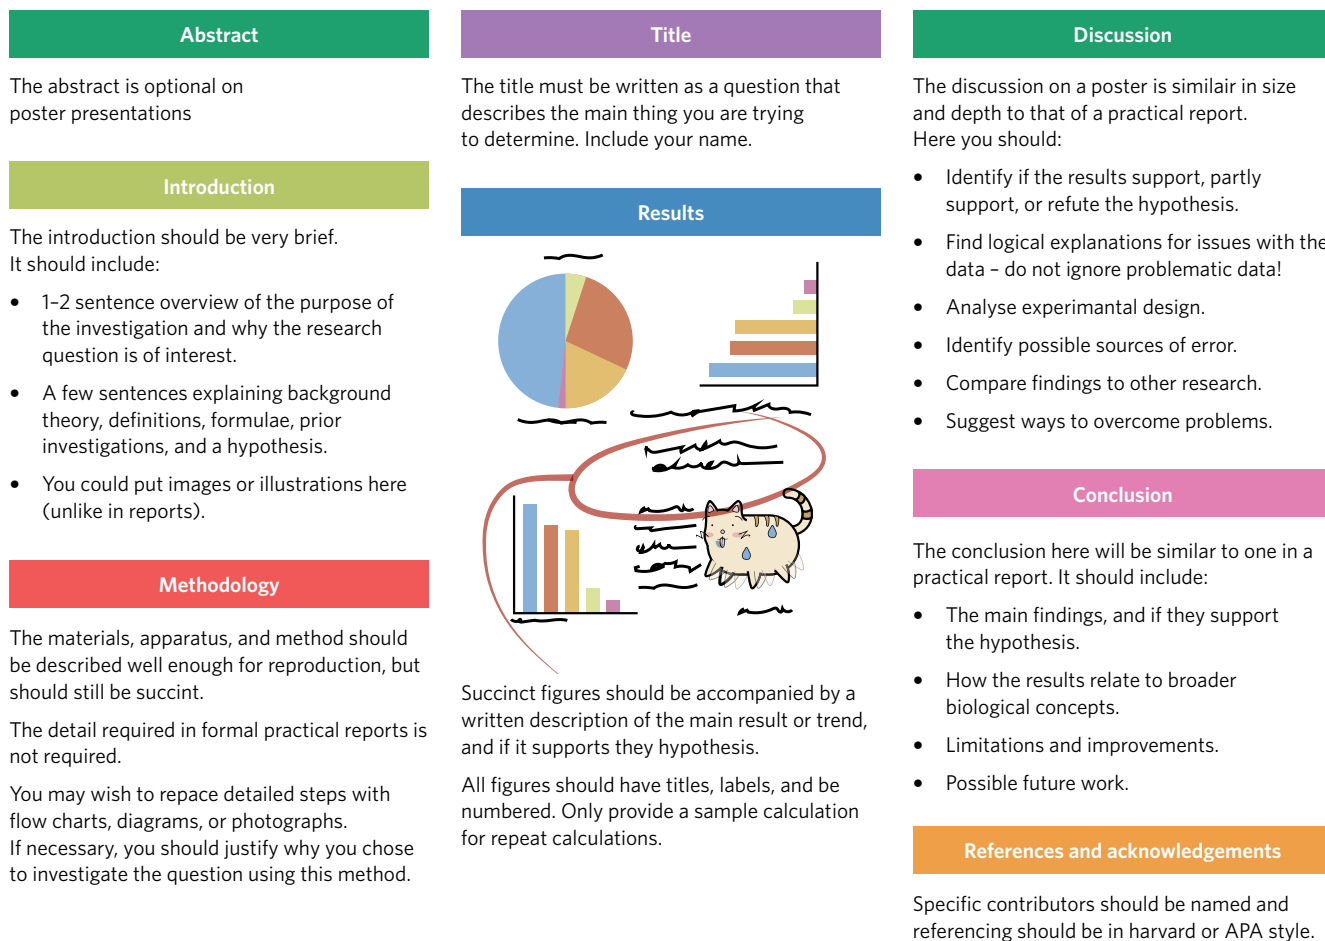 Abstract
The abstract is optional on
poster presentations
Introduction
The introduction should be very brief.
It should include:
• 1–2 sentence overview of the purpose of
the investigation and why the research
question is of interest.
• A few sentences explaining background
theory, definitions, formulae, prior
investigations, and a hypothesis.
• You could put images or illustrations here
(unlike in reports).
Methodology
The materials, apparatus, and method should
be described well enough for reproduction, but
should still be succint.
The detail required in formal practical reports is
not required.
You may wish to repace detailed steps with
flow charts, diagrams, or photographs.
If necessary, you should justify why you chose
to investigate the question using this method.
Title
The title must be written as a question that
describes the main thing you are trying
to determine. Include your name.
Results
Succinct figures should be accompanied by a
written description of the main result or trend,
and if it supports they hypothesis.
All figures should have titles, labels, and be
numbered. Only provide a sample calculation
for repeat calculations.
Discussion
The discussion on a poster is similair in size
and depth to that of a practical report.
Here you should:
• Identify if the results support, partly
support, or refute the hypothesis.
• Find logical explanations for issues with the
data – do not ignore problematic data!
• Analyse experimantal design.
• Identify possible sources of error.
• Compare findings to other research.
• Suggest ways to overcome problems.
Conclusion
The conclusion here will be similar to one in a
practical report. It should include:
• The main findings, and if they support
the hypothesis.
• How the results relate to broader
biological concepts.
• Limitations and improvements.
• Possible future work.
References and acknowledgements
Specific contributors should be named and
referencing should be in harvard or APA style.